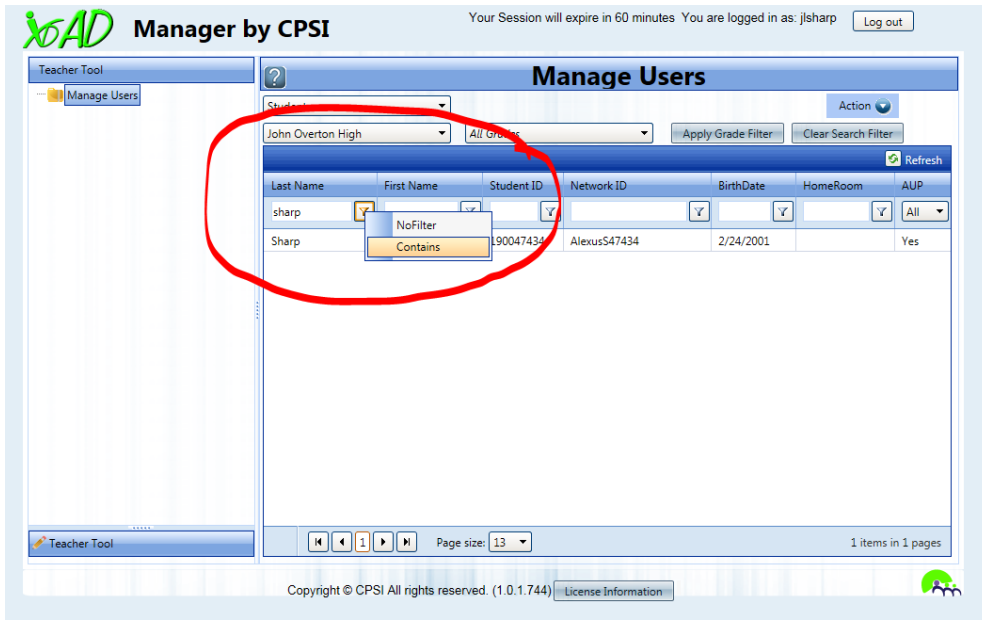 Your Session will expire in 60 minutes You are logged in as: jlsharp Log out
xDAD Manager by CPSI
Teacher Tool
Manage Users
? Manage Users
Student
Action
John Overton High All Grades Apply Grade Filter Clear Search Filter
Refresh
Last Name First Name Student ID Network ID BirthDate HomeRoom AUP
sharp All
NoFilter
Contains
Sharp 190047434 AlexusS47434 2/24/2001 Yes
Teacher Tool
1 Page size: 13 1 items in 1 pages
Copyright © CPSI All rights reserved. (1.0.1.744) License Information